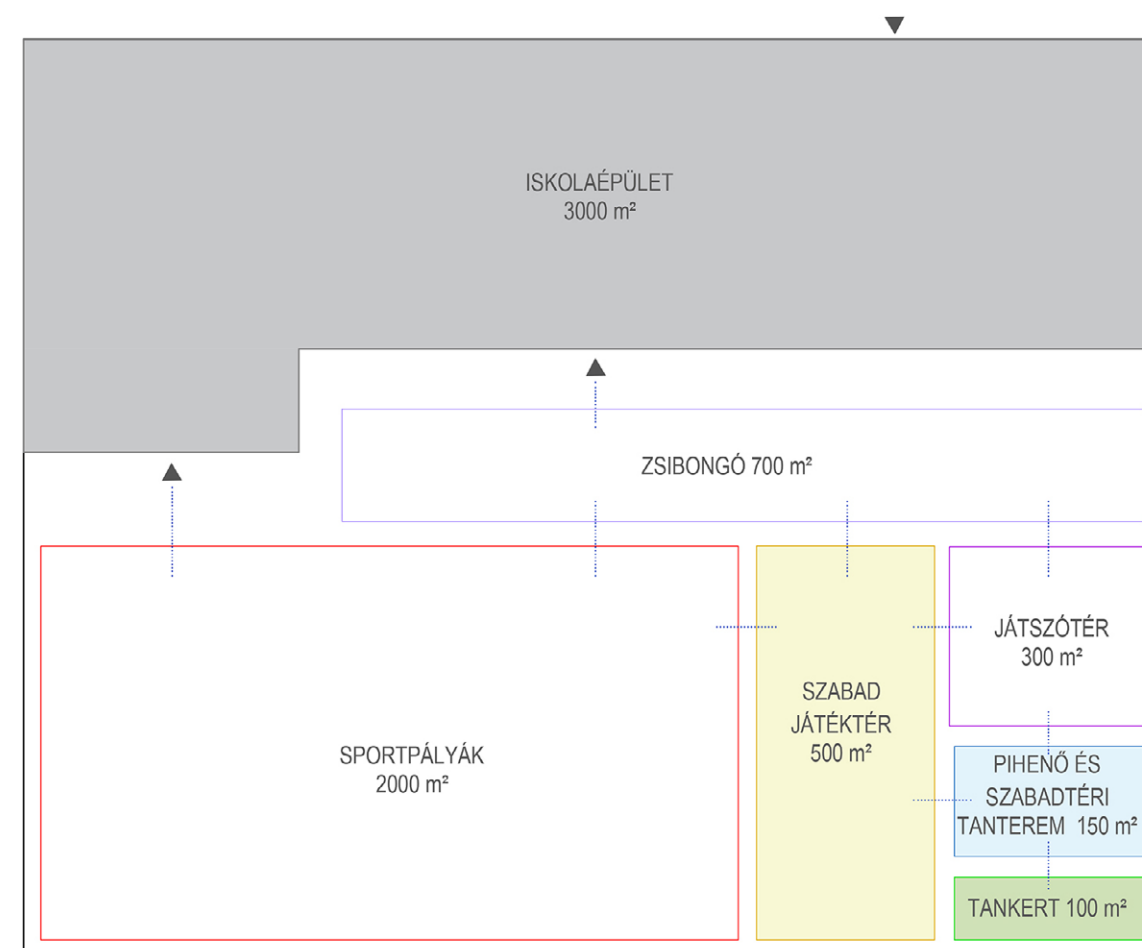 ISKOLAÉPÜLET
3000 m²
ZSIBONGÓ 700 m²
SPORTPÁLYÁK
2000 m²
SZABAD
JÁTÉKTÉR
500 m²
JÁTSZÓTÉR
300 m²
PIHENŐ ÉS
SZABADTÉRI
TANTEREM 150 m²
TANKERT 100 m²